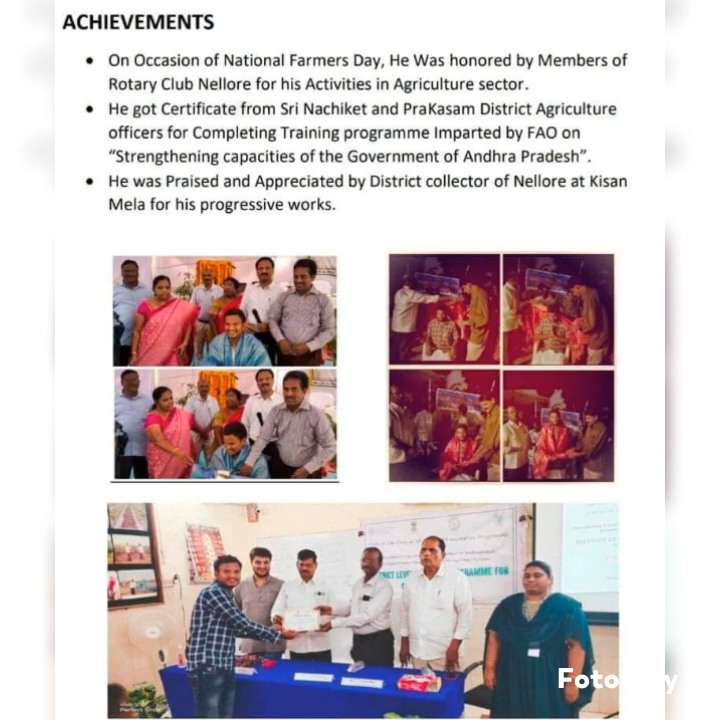 ACHIEVEMENTS
• On Occasion of National Farmers Day, He Was honored by Members of
Rotary Club Nellore for his Activities in Agriculture sector.
• He got Certificate from Sri Nachiket and PraKasam District Agriculture
officers for Completing Training programme Imparted by FAO on
“Strengthening capacities of the Government of Andhra Pradesh”.
• He was Praised and Appreciated by District collector of Nellore at Kisan
Mela for his progressive works.
RAMME FOR